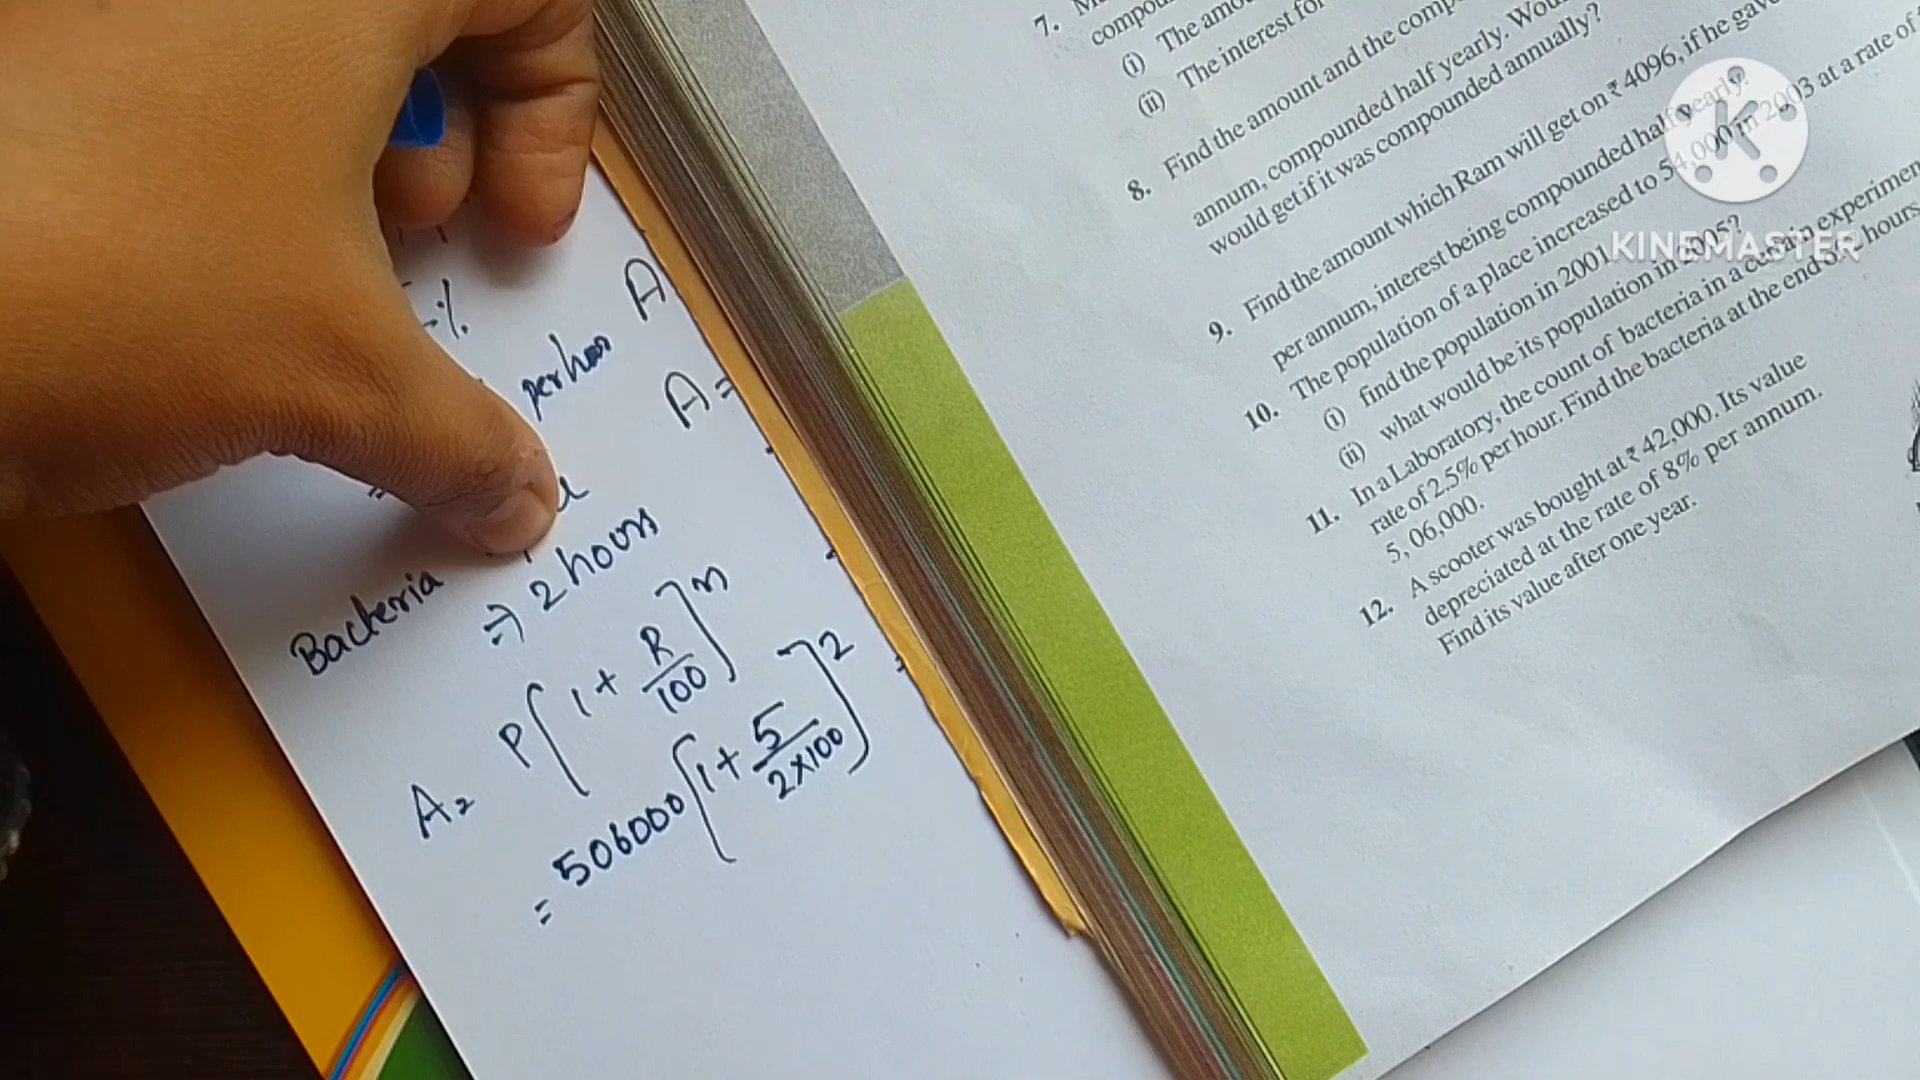 %
per hour A
A =
Bacteria
=> 2 hours
A = P[1 + R/100]^n
= 506000[1 + 5/2×100]^2
7.
(i) The
(ii) The interest for
8. Find the amount and the
annum, compounded half yearly.
would get if it was compounded annually?
9. Find the amount which Ram will get on ₹ 4096, if he gave
per annum, interest being compounded half yearly.
10. The population of a place increased to 54,000 in 2003 at a rate of
(i) find the population in 2001
(ii) what would be its population in 2005?
11. In a Laboratory, the count of bacteria in a certain experiment
rate of 2.5% per hour. Find the bacteria at the end of 2 hours
5, 06,000.
12. A scooter was bought at ₹ 42,000. Its value
depreciated at the rate of 8% per annum.
Find its value after one year.
K
KINEMASTER